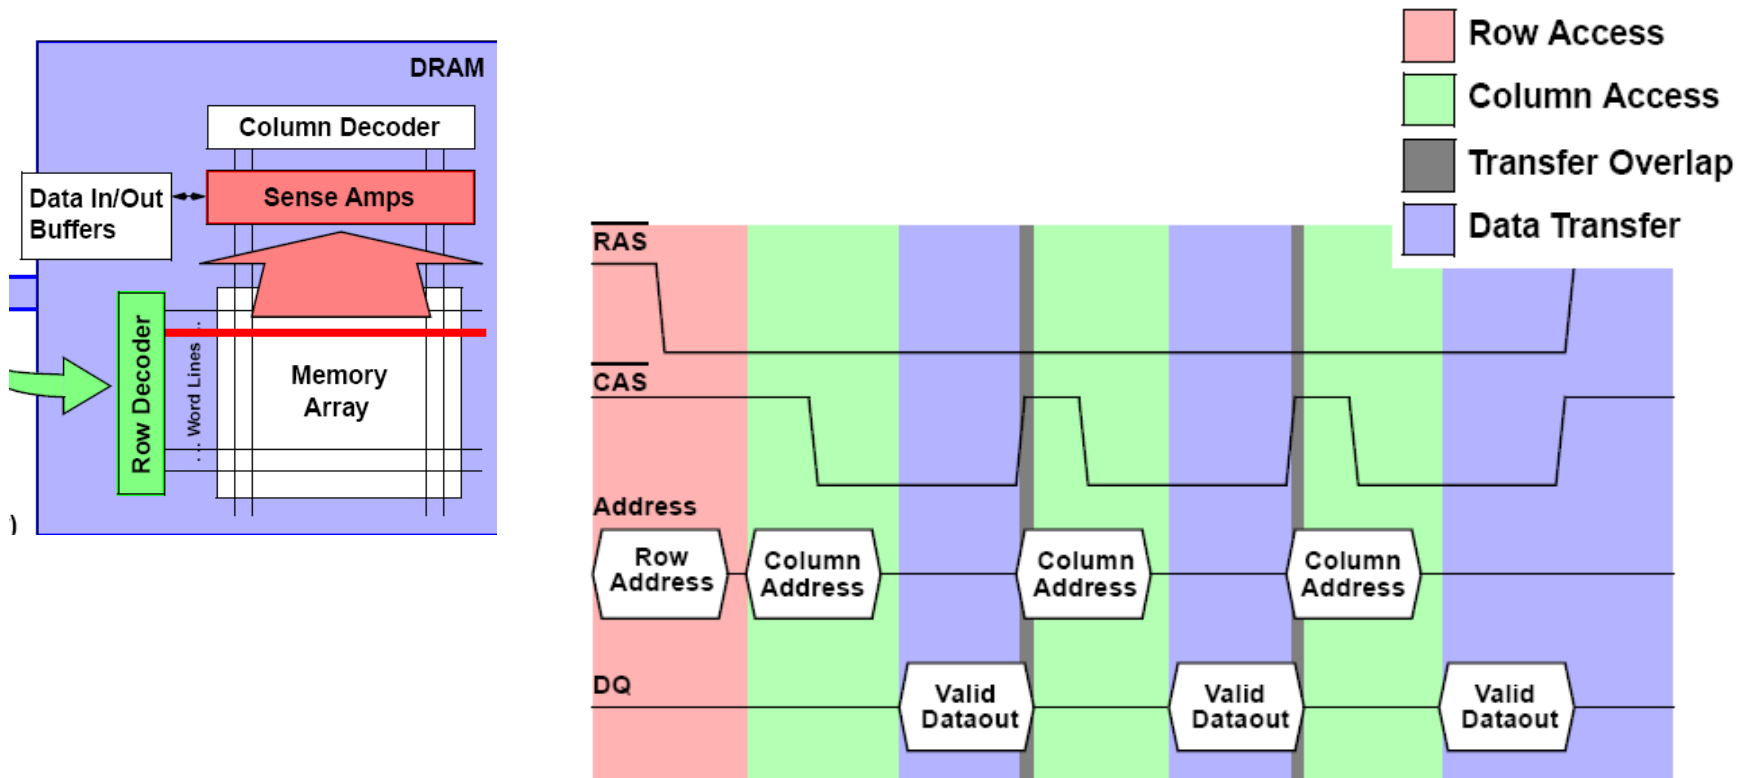 DRAM
Column Decoder
Sense Amps
Data In/Out
Buffers
Row Decoder
... Word Lines ...
Memory
Array
)
Row Access
Column Access
Transfer Overlap
Data Transfer
RAS
CAS
Address
Row
Address
Column
Address
Column
Address
Column
Address
DQ
Valid
Dataout
Valid
Dataout
Valid
Dataout